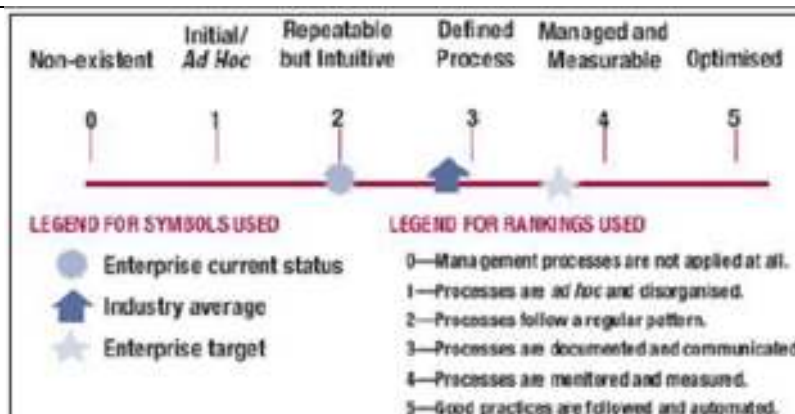 Non-existent
Initial/
Ad Hoc
Repeatable
but Intuitive
Defined
Process
Managed and
Measurable
Optimised
0 1 2 3 4 5
LEGEND FOR SYMBOLS USED
Enterprise current status
Industry average
Enterprise target
LEGEND FOR RANKINGS USED
0—Management processes are not applied at all.
1—Processes are ad hoc and disorganised.
2—Processes follow a regular pattern.
3—Processes are documented and communicated
4—Processes are monitored and measured.
5—Good practices are followed and automated.